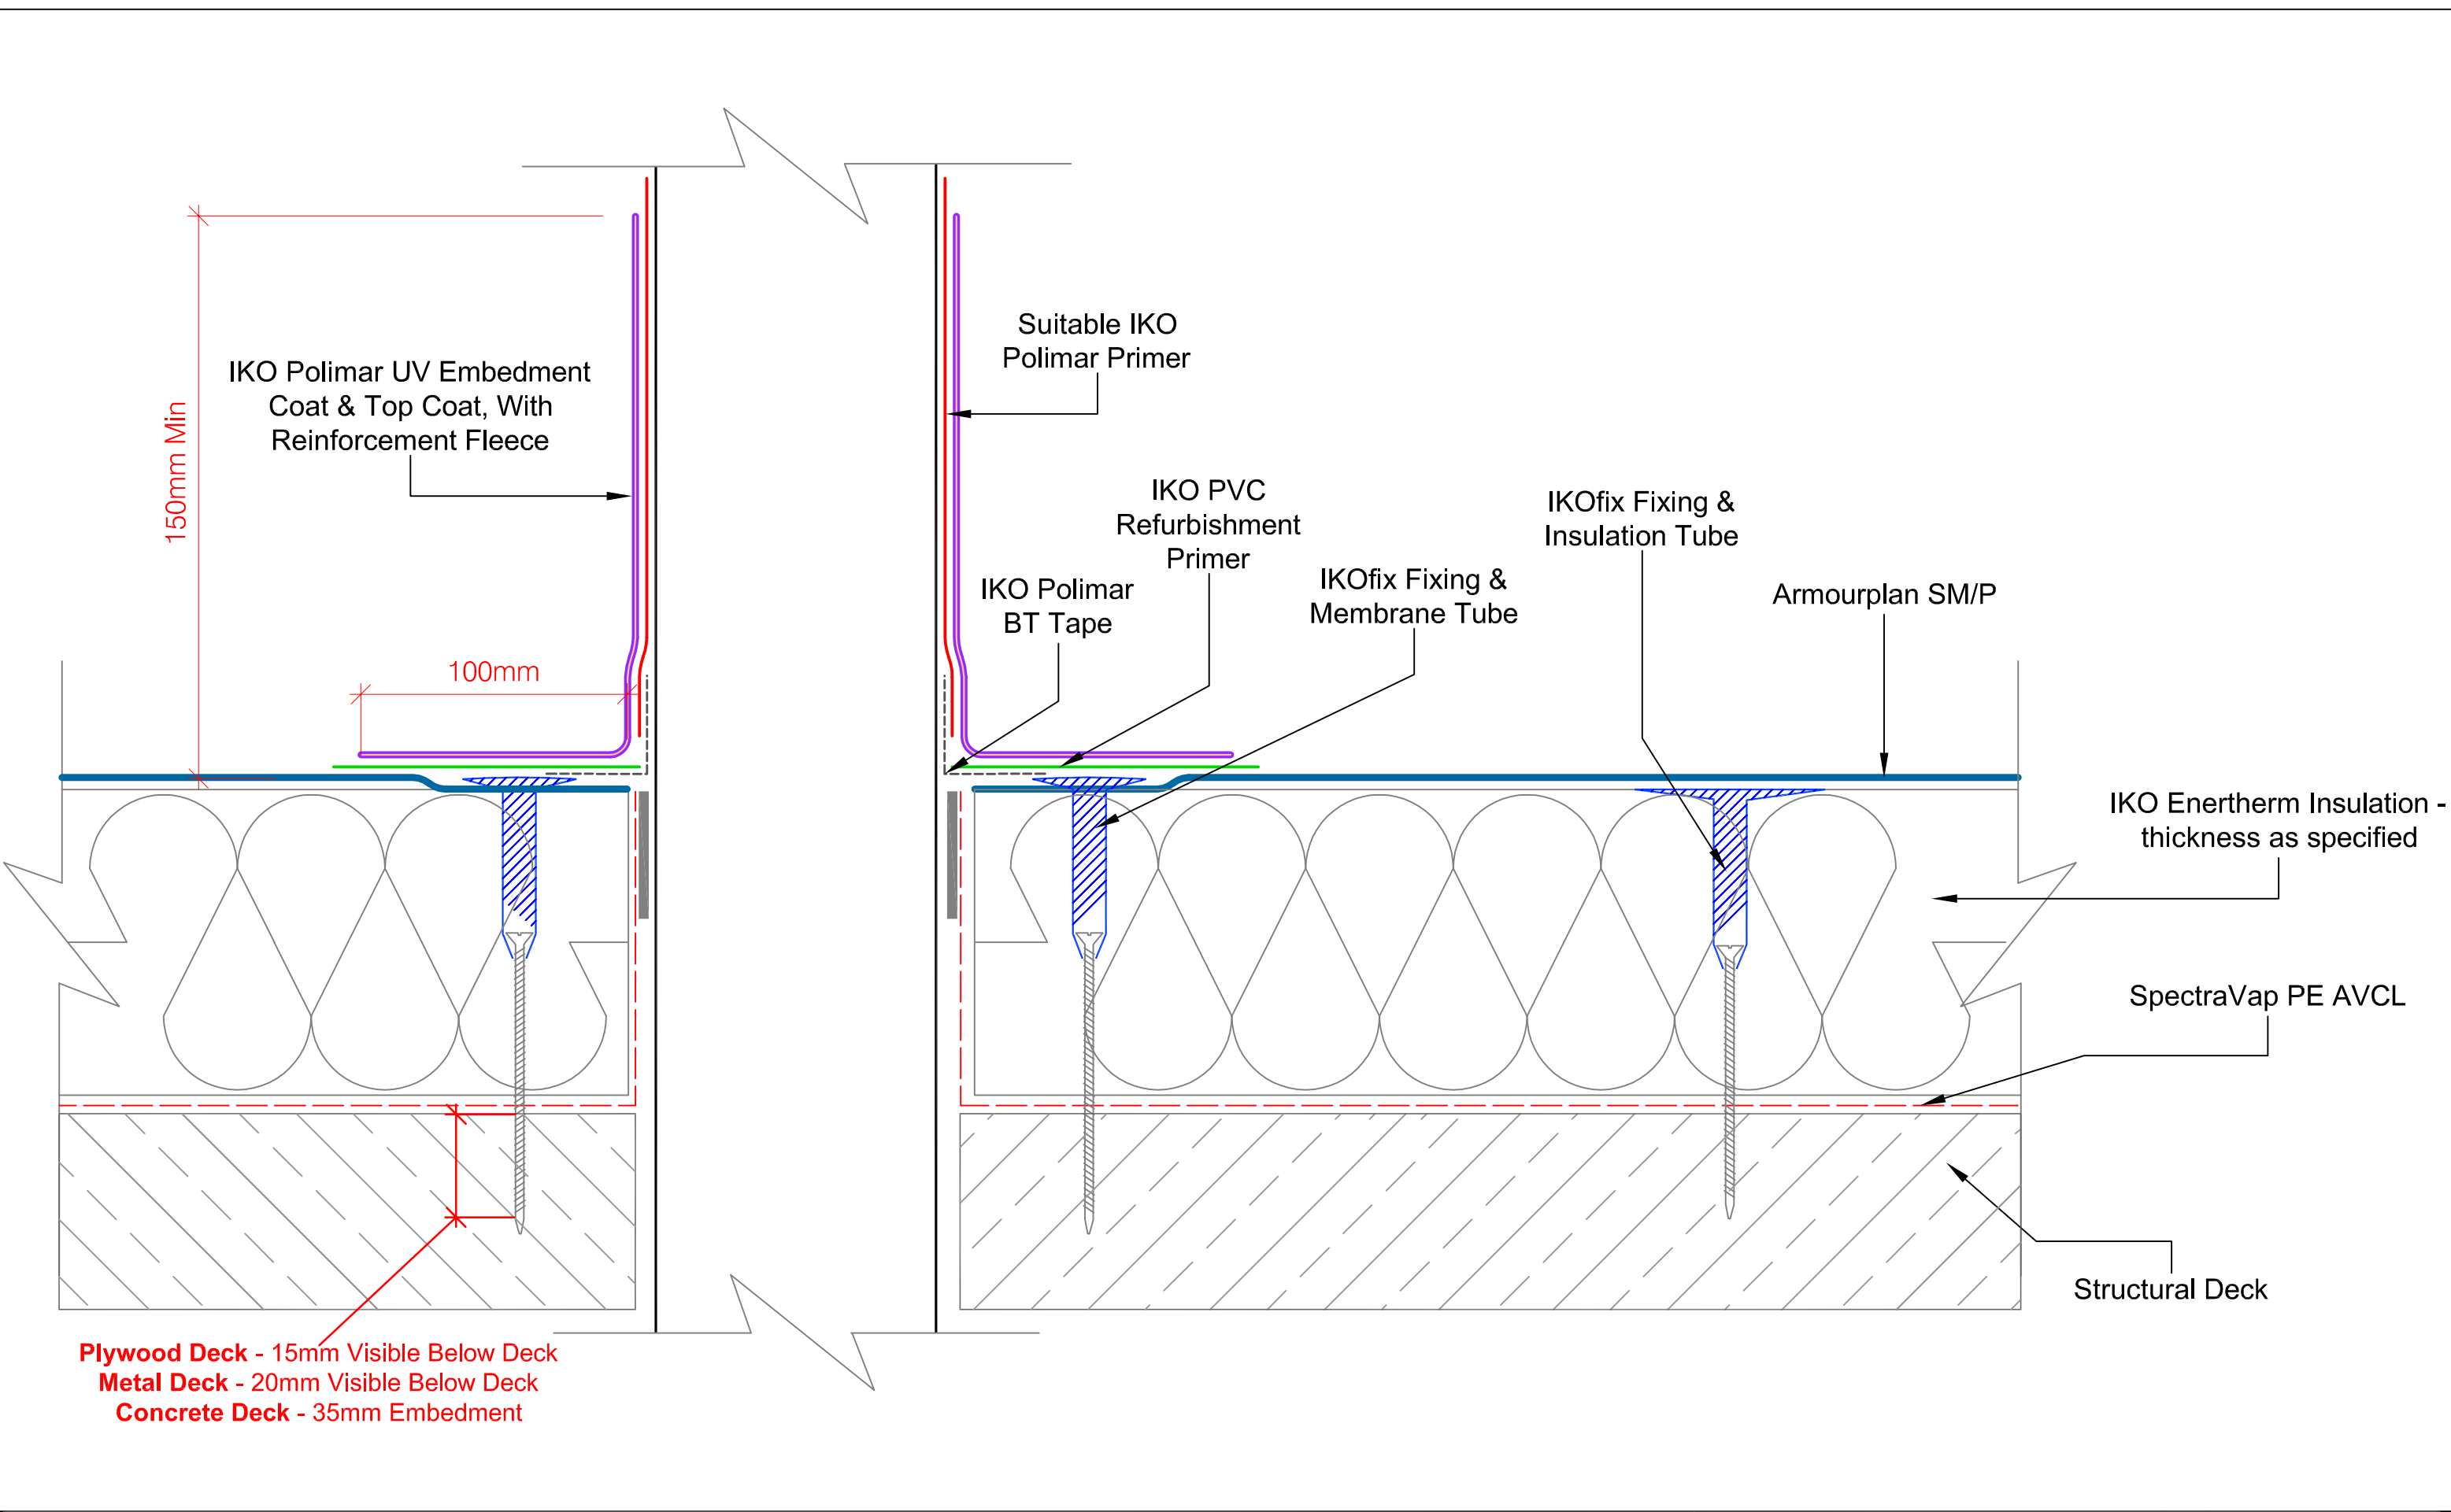 Suitable IKO
Polimar Primer
IKO Polimar UV Embedment
Coat & Top Coat, With
Reinforcement Fleece
150mm Min
IKO PVC
Refurbishment
Primer
IKOfix Fixing &
Insulation Tube
IKO Polimar
BT Tape
IKOfix Fixing &
Membrane Tube
Armourplan SM/P
100mm
IKO Enertherm Insulation -
thickness as specified
SpectraVap PE AVCL
Structural Deck
Plywood Deck - 15mm Visible Below Deck
Metal Deck - 20mm Visible Below Deck
Concrete Deck - 35mm Embedment